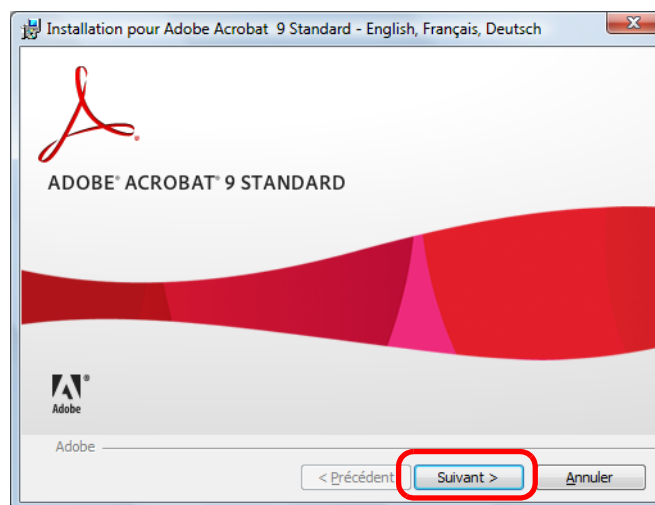 Installation pour Adobe Acrobat 9 Standard - English, Français, Deutsch
ADOBE® ACROBAT® 9 STANDARD
Adobe
Adobe
< Précédent Suivant > Annuler